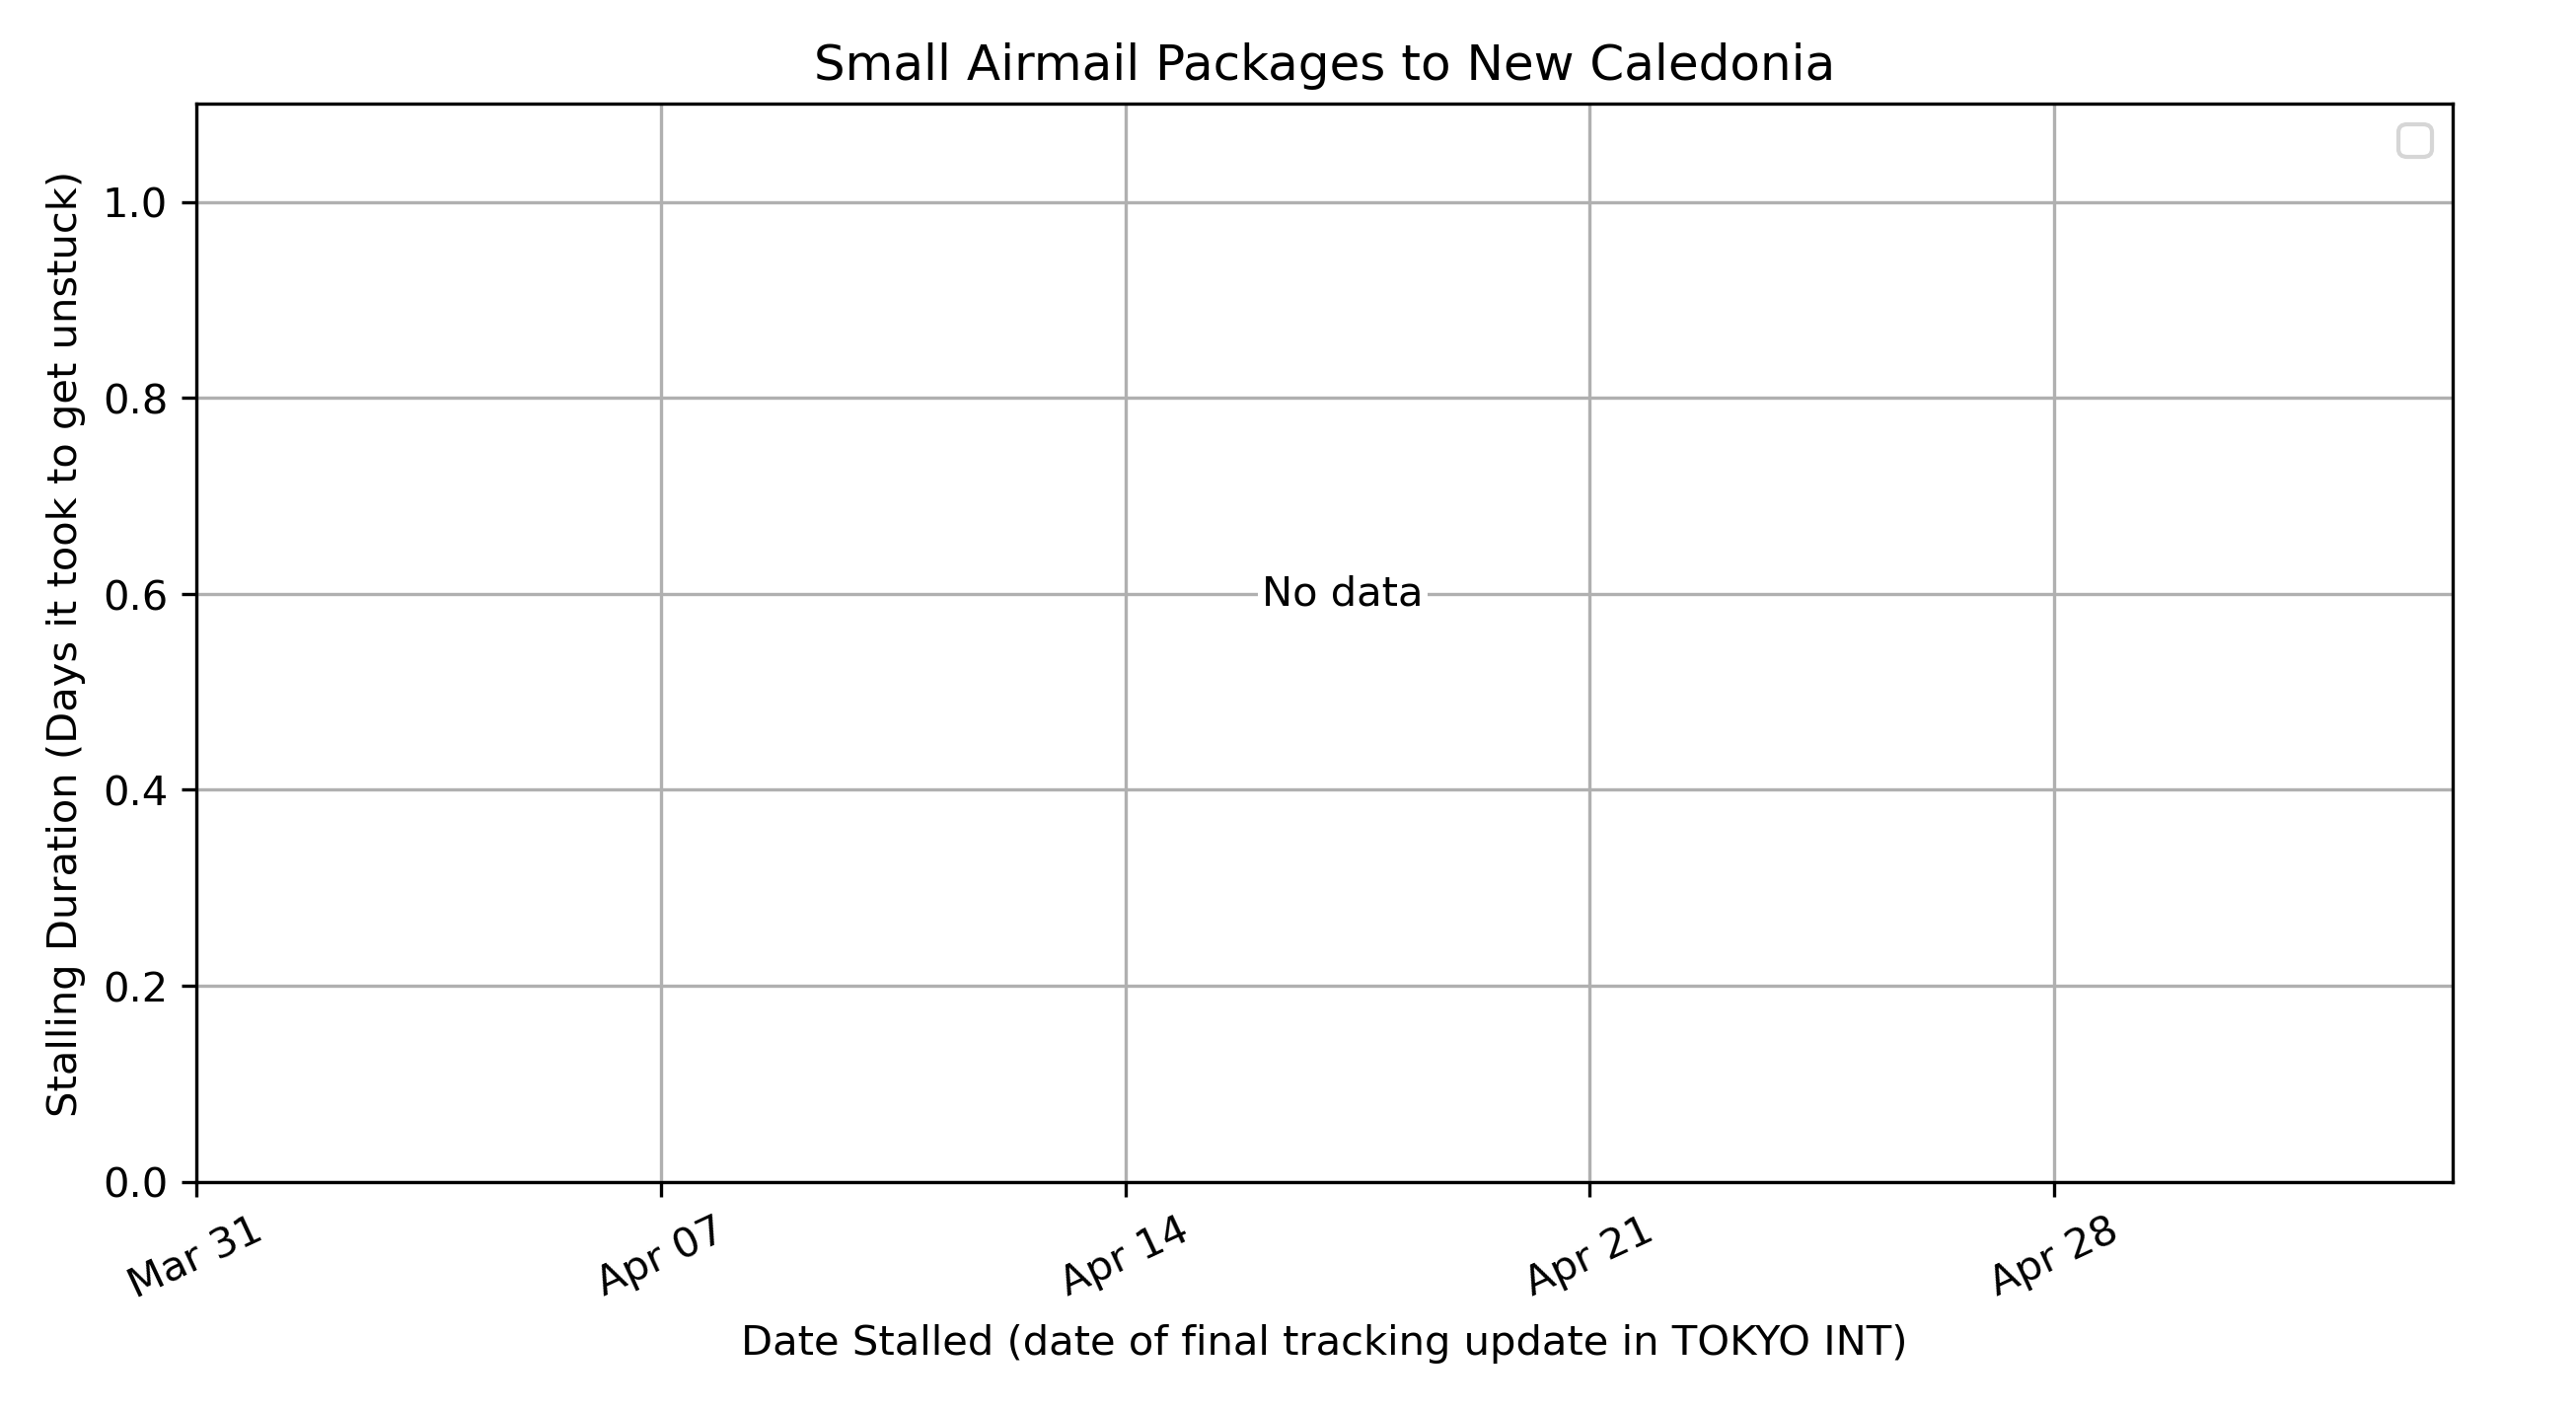 Small Airmail Packages to New Caledonia
Stalling Duration (Days it took to get unstuck)
1.0
0.8
0.6
0.4
0.2
0.0
No data
Mar 31
Apr 07
Apr 14
Apr 21
Apr 28
Date Stalled (date of final tracking update in TOKYO INT)